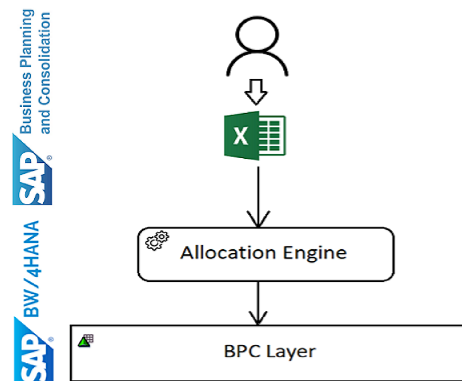 Business Planning
and Consolidation
SAP®
BW/4HANA
SAP
X
Allocation Engine
BPC Layer